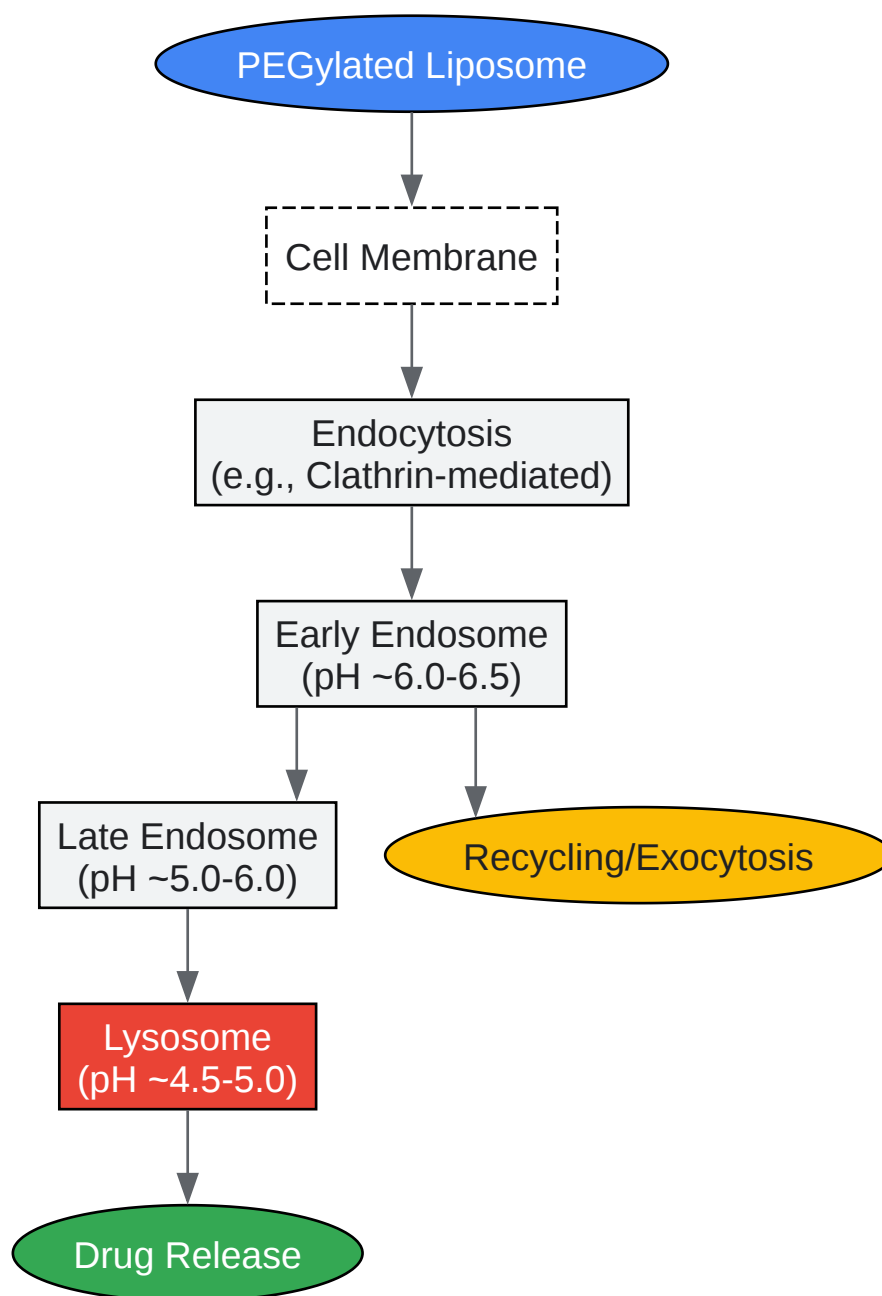 PEGylated Liposome
Cell Membrane
Endocytosis
(e.g., Clathrin-mediated)
Early Endosome
(pH ~6.0-6.5)
Late Endosome
(pH ~5.0-6.0)
Recycling/Exocytosis
Lysosome
(pH ~4.5-5.0)
Drug Release